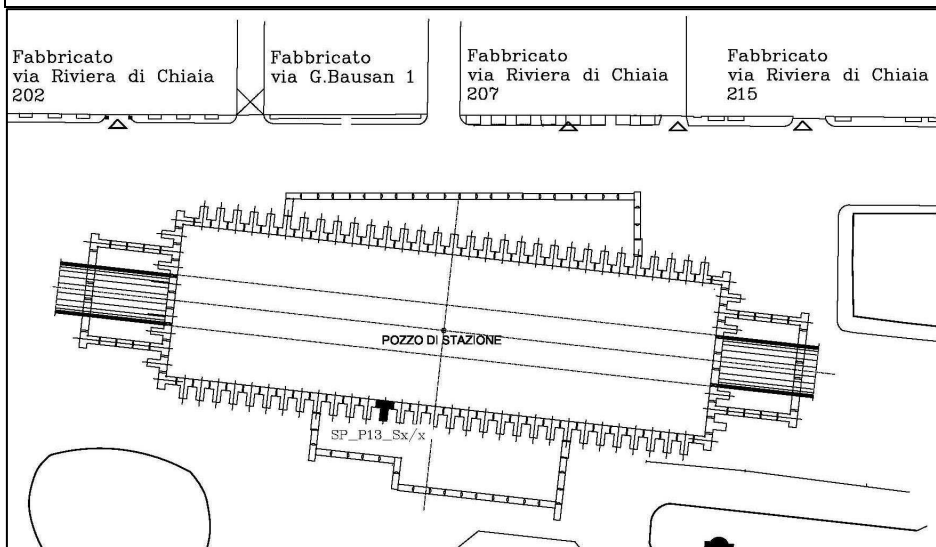 Fabbricato
via Riviera di Chiaia
202
Fabbricato
via G.Bausan 1
Fabbricato
via Riviera di Chiaia
207
Fabbricato
via Riviera di Chiaia
215
POZZO DI STAZIONE
SP_P13_Sx/x